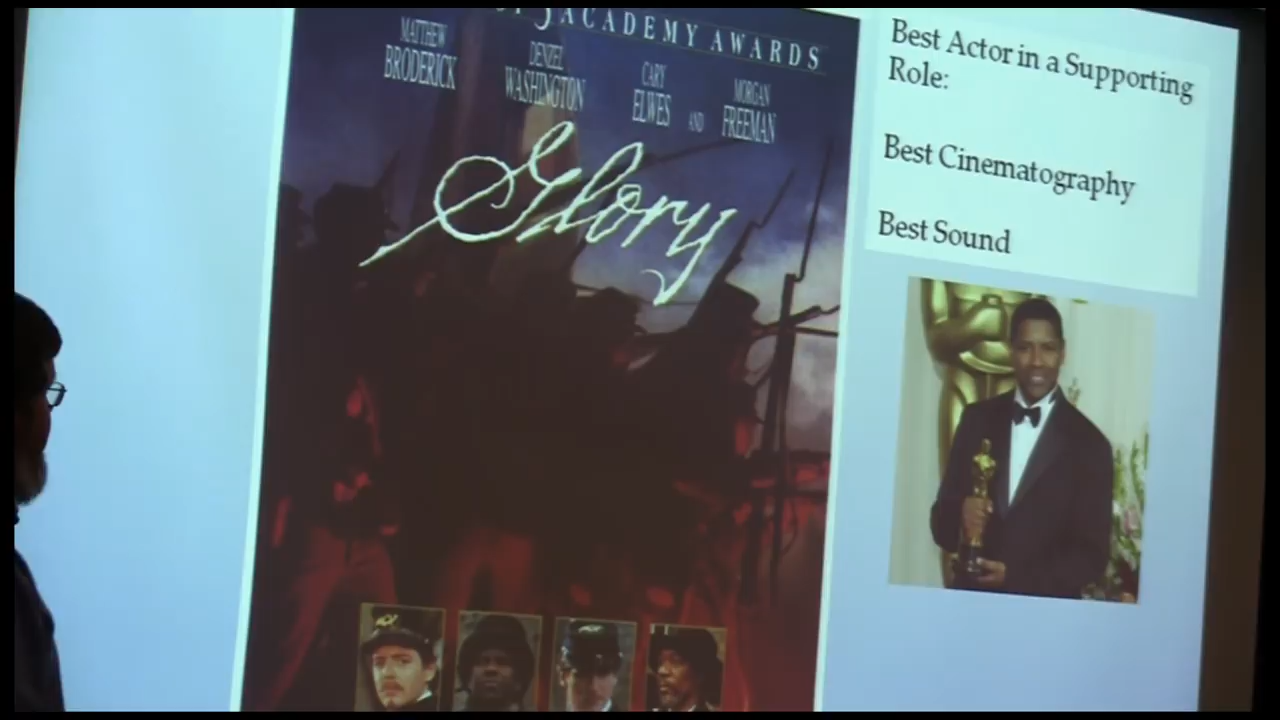 3 ACADEMY AWARDS
MATTHEW
BRODERICK
DENZEL
WASHINGTON
CARY
ELWES
AND
MORGAN
FREEMAN
Glory
Best Actor in a Supporting
Role:
Best Cinematography
Best Sound